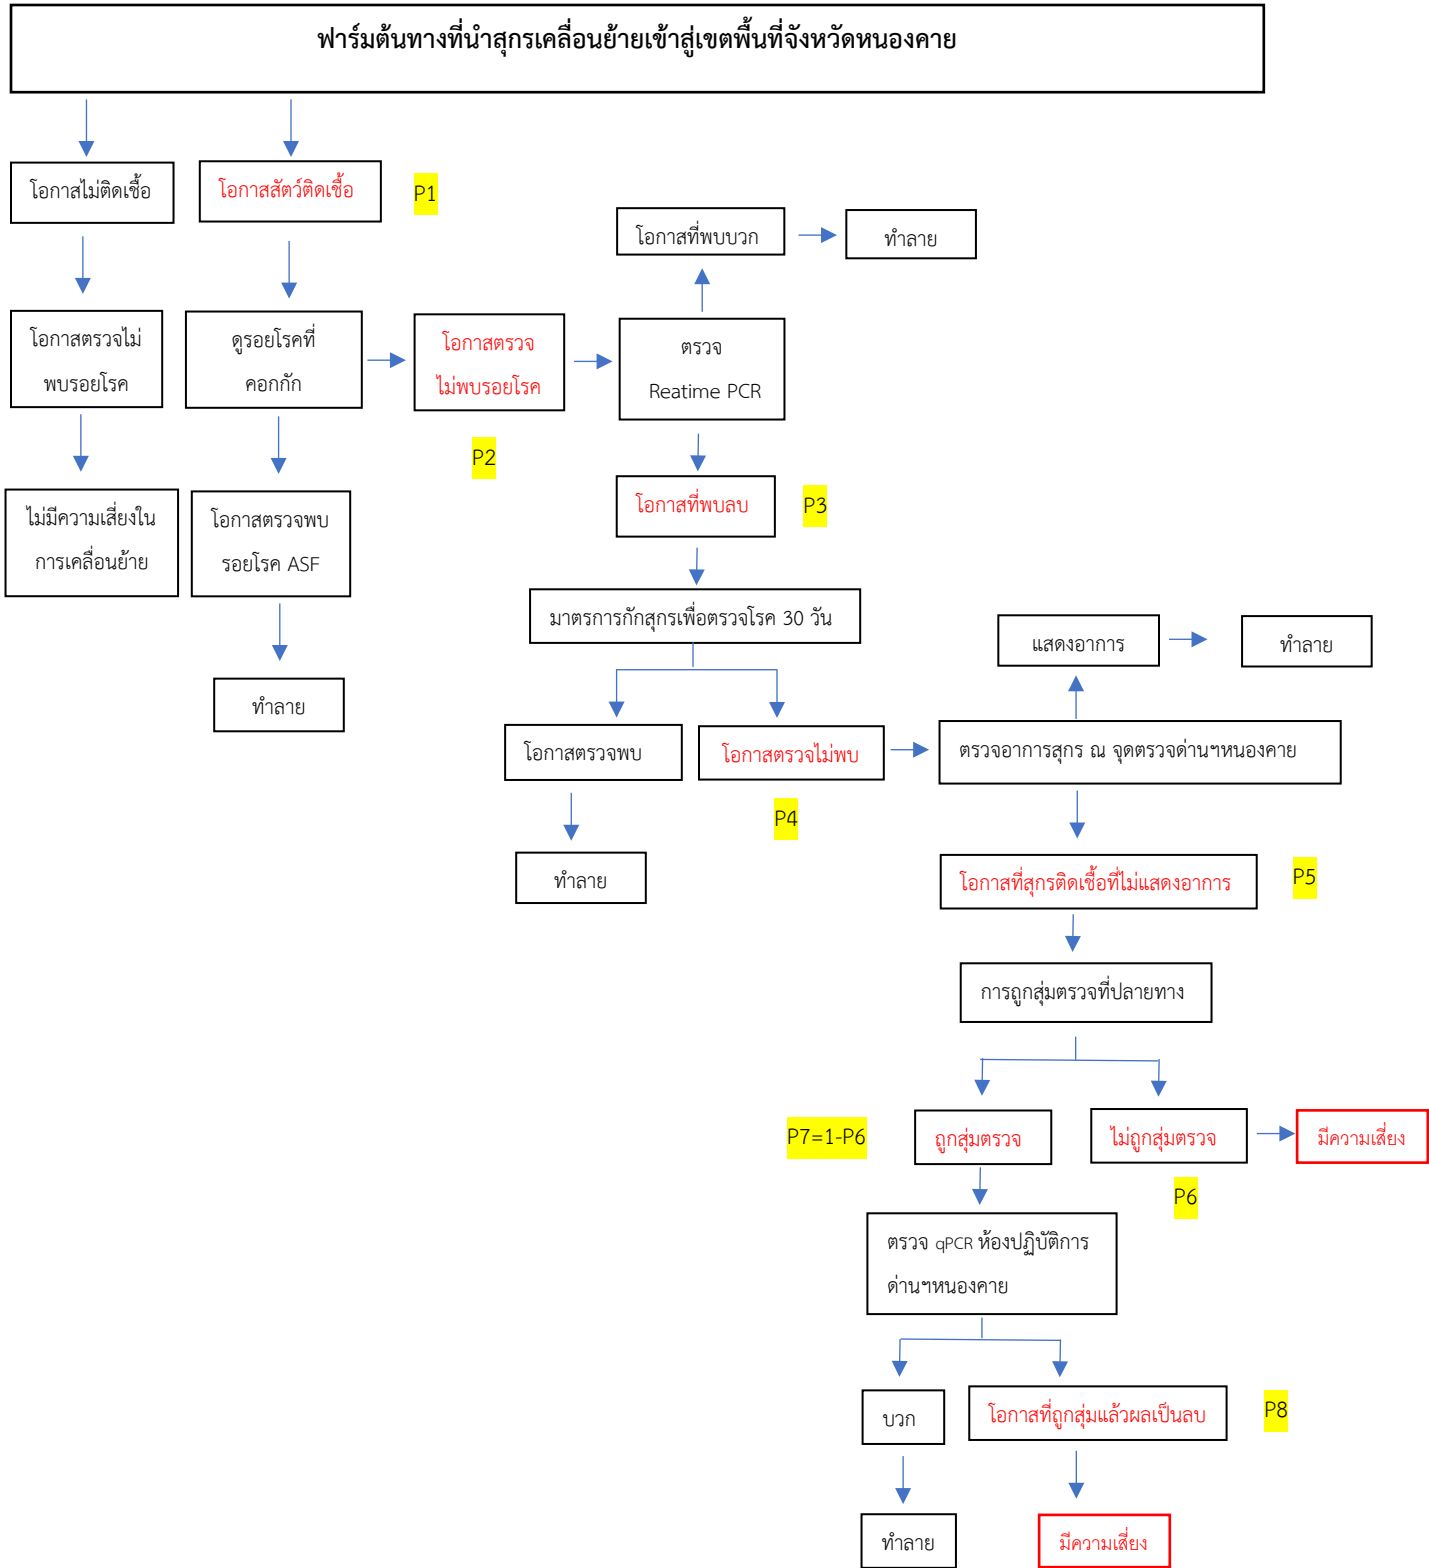 ฟาร์มต้นทางที่นำสุกรเคลื่อนย้ายเข้าสู่เขตพื้นที่จังหวัดหนองคาย
โอกาสไม่ติดเชื้อ
โอกาสสัตว์ติดเชื้อ
P1
โอกาสที่พบบวก
ทำลาย
โอกาสตรวจไม่
พบรอยโรค
ดูรอยโรคที่
คอกกัก
โอกาสตรวจ
ไม่พบรอยโรค
ตรวจ
Reatime PCR
P2
ไม่มีความเสี่ยงใน
การเคลื่อนย้าย
โอกาสตรวจพบ
รอยโรค ASF
โอกาสที่พบลบ
P3
มาตรการกักสุกรเพื่อตรวจโรค 30 วัน
แสดงอาการ
ทำลาย
ทำลาย
โอกาสตรวจพบ
โอกาสตรวจไม่พบ
ตรวจอาการสุกร ณ จุดตรวจด่านฯหนองคาย
P4
ทำลาย
โอกาสที่สุกรติดเชื้อที่ไม่แสดงอาการ
P5
การถูกสุ่มตรวจที่ปลายทาง
P7=1-P6
ถูกสุ่มตรวจ
ไม่ถูกสุ่มตรวจ
มีความเสี่ยง
P6
ตรวจ qPCR ห้องปฏิบัติการ
ด่านฯหนองคาย
บวก
โอกาสที่ถูกสุ่มแล้วผลเป็นลบ
P8
ทำลาย
มีความเสี่ยง